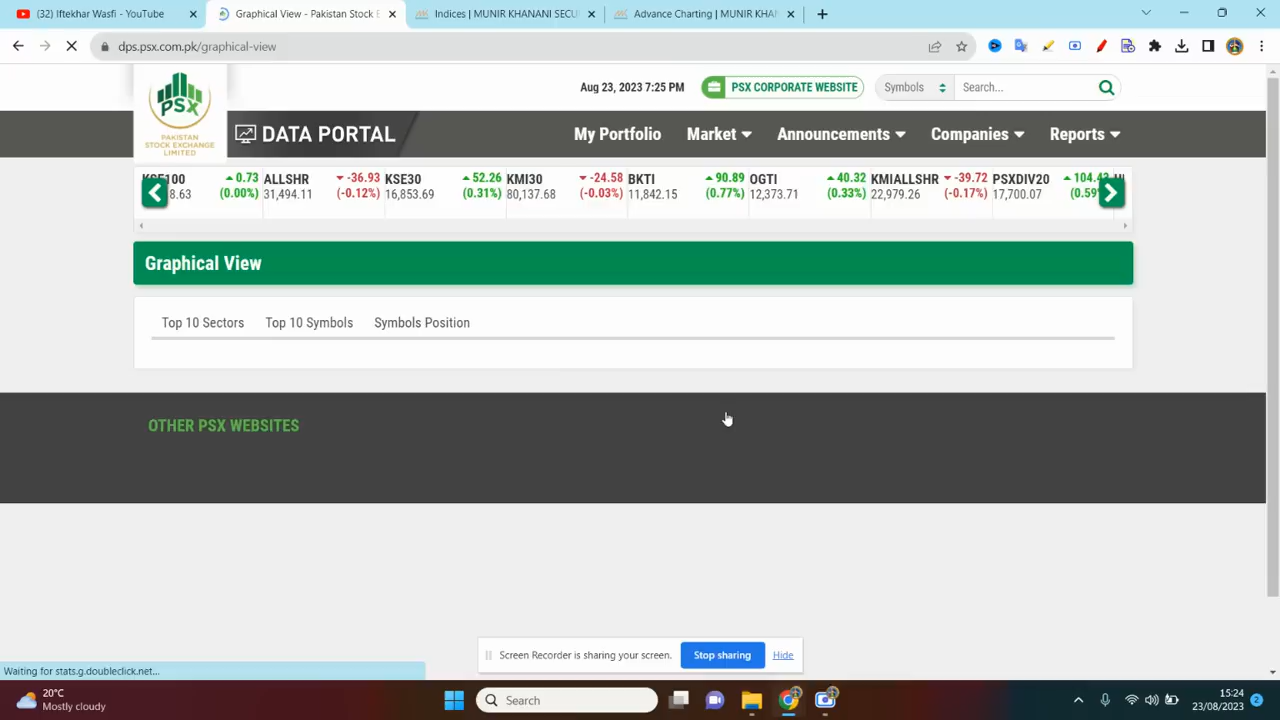 (32) Iftekhar Wasfi - YouTube
Graphical View - Pakistan Stock E
Indices | MUNIR KHANANI SECU
Advance Charting | MUNIR KHAN
dps.psx.com.pk/graphical-view
PSX
PAKISTAN
STOCK EXCHANGE
LIMITED
Aug 23, 2023 7:25 PM
PSX CORPORATE WEBSITE
Symbols
Search...
DATA PORTAL
My Portfolio
Market
Announcements
Companies
Reports
KSE100 0.73 ALLSHR -36.93 KSE30 52.26 KMI30 -24.58 BKTI 90.89 OGTI 40.32 KMIALLSHR -39.72 PSXDIV20
8.63 (0.00%) 31,494.11 (-0.12%) 16,853.69 (0.31%) 80,137.68 (-0.03%) 11,842.15 (0.77%) 12,373.71 (0.33%) 22,979.26 (-0.17%) 17,700.07
Graphical View
Top 10 Sectors
Top 10 Symbols
Symbols Position
OTHER PSX WEBSITES
Screen Recorder is sharing your screen.
Stop sharing
Hide
Waiting for stats.g.doubleclick.net...
20°C
Mostly cloudy
Search
15:24
23/08/2023
2